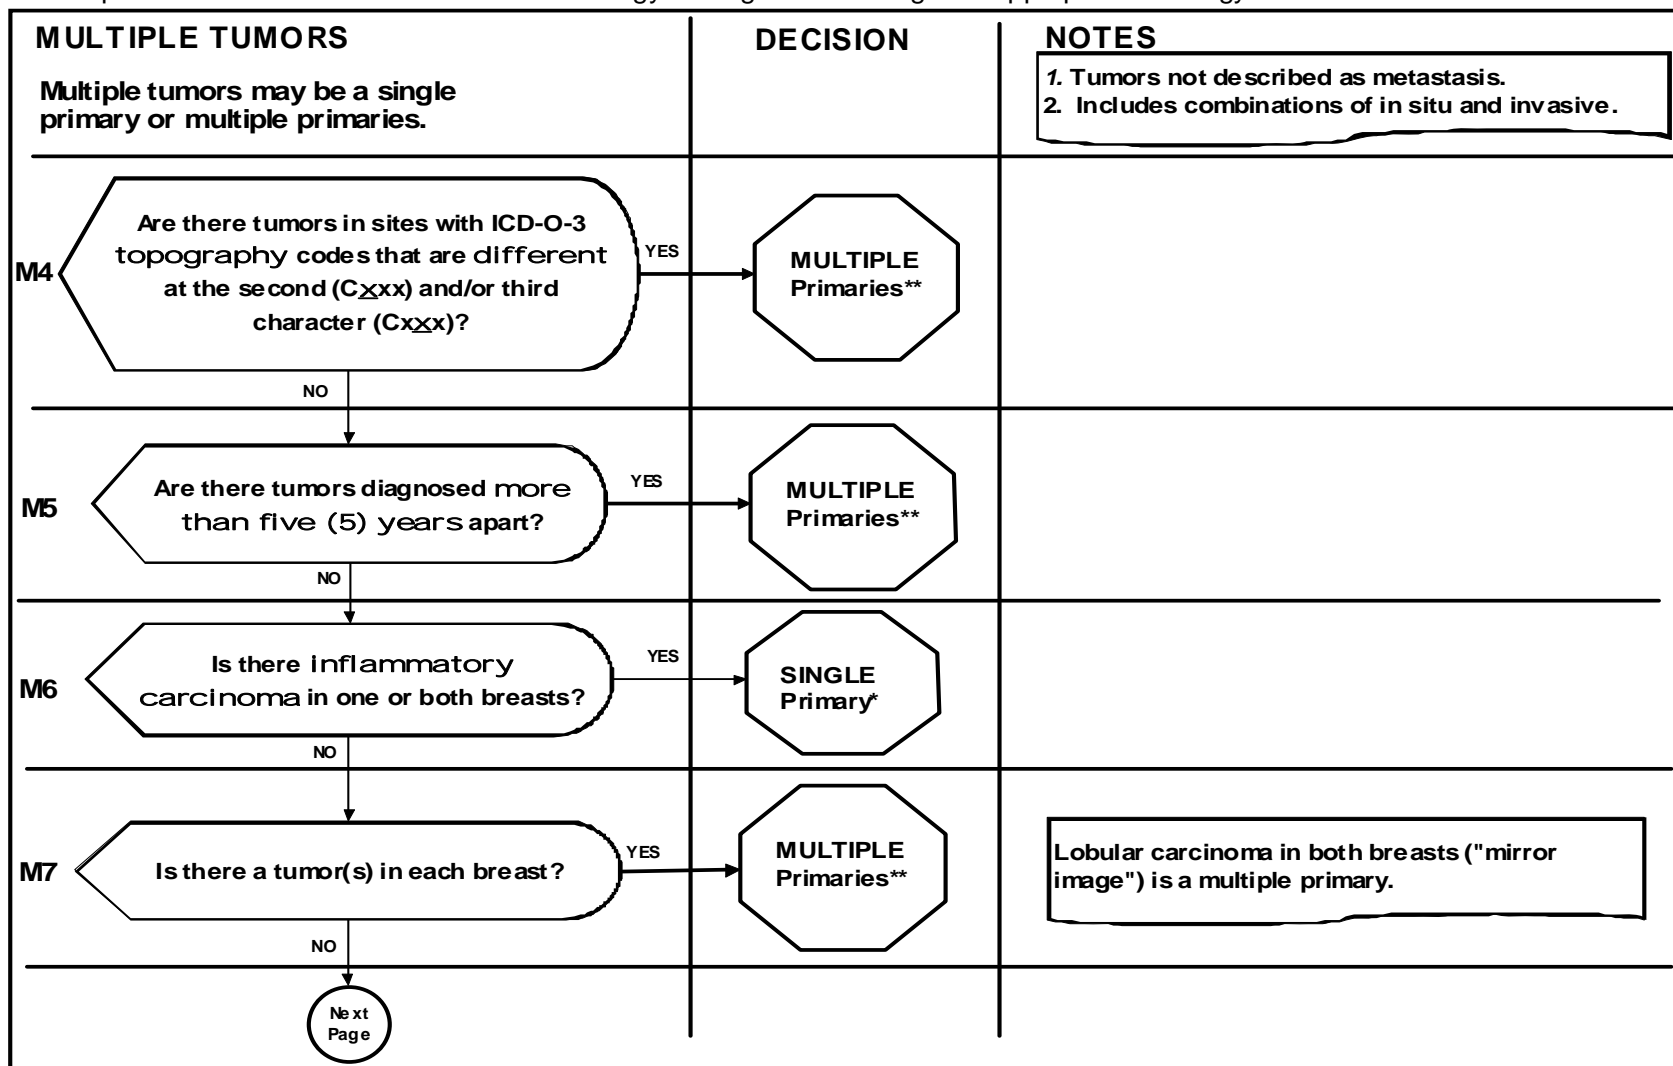 MULTIPLE TUMORS
Multiple tumors may be a single
primary or multiple primaries.
DECISION
NOTES
1. Tumors not described as metastasis.
2. Includes combinations of in situ and invasive.
M4
Are there tumors in sites with ICD-O-3
topography codes that are different
at the second (Cxxx) and/or third
character (Cxxx)?
YES
MULTIPLE
Primaries**
NO
M5
Are there tumors diagnosed more
than five (5) years apart?
YES
MULTIPLE
Primaries**
NO
M6
Is there inflammatory
carcinoma in one or both breasts?
YES
SINGLE
Primary*
NO
M7
Is there a tumor(s) in each breast?
YES
MULTIPLE
Primaries**
Lobular carcinoma in both breasts ("mirror
image") is a multiple primary.
NO
Next
Page